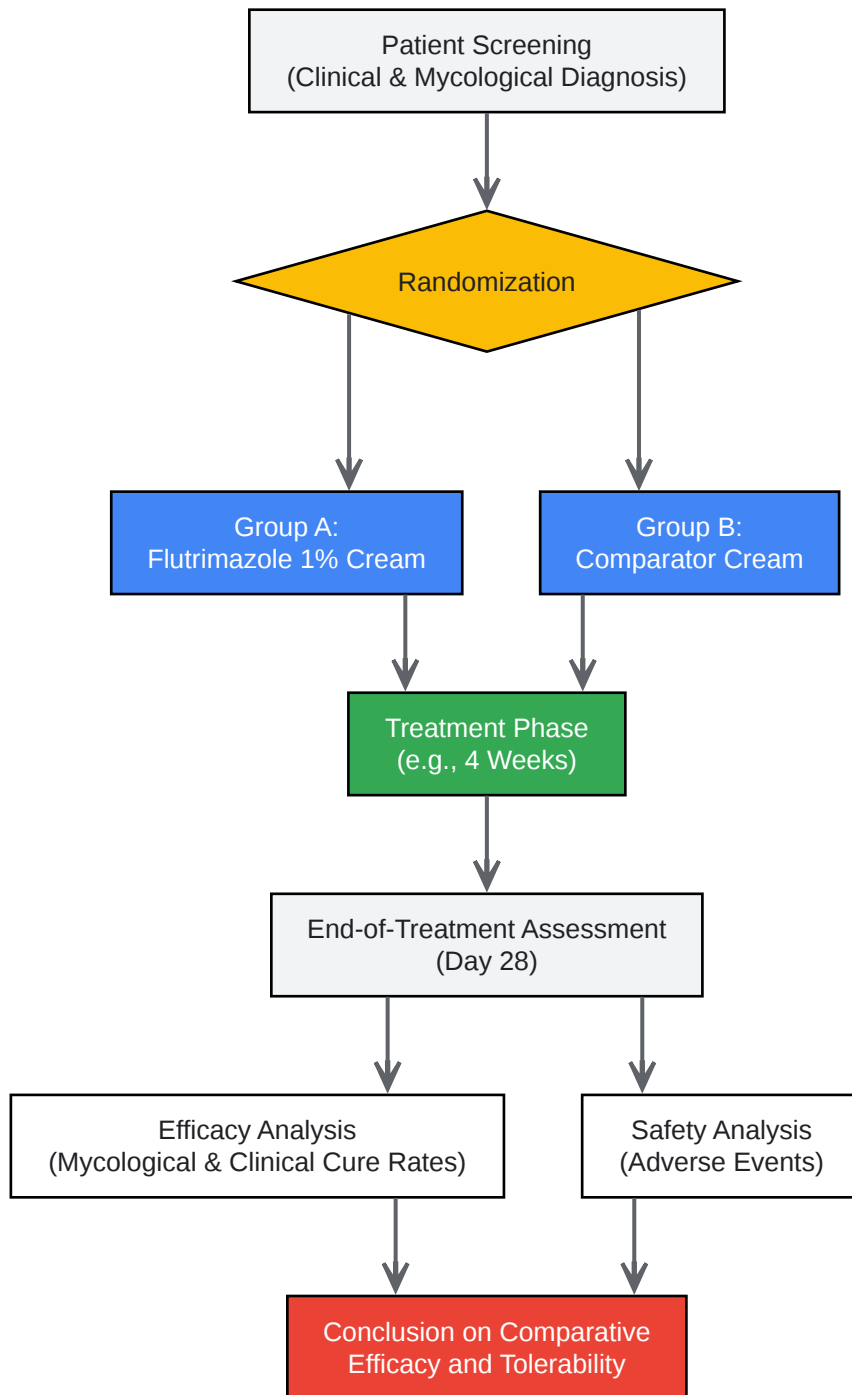 Patient Screening
(Clinical & Mycological Diagnosis)
Randomization
Group A:
Flutrimazole 1% Cream
Group B:
Comparator Cream
Treatment Phase
(e.g., 4 Weeks)
End-of-Treatment Assessment
(Day 28)
Efficacy Analysis
(Mycological & Clinical Cure Rates)
Safety Analysis
(Adverse Events)
Conclusion on Comparative
Efficacy and Tolerability